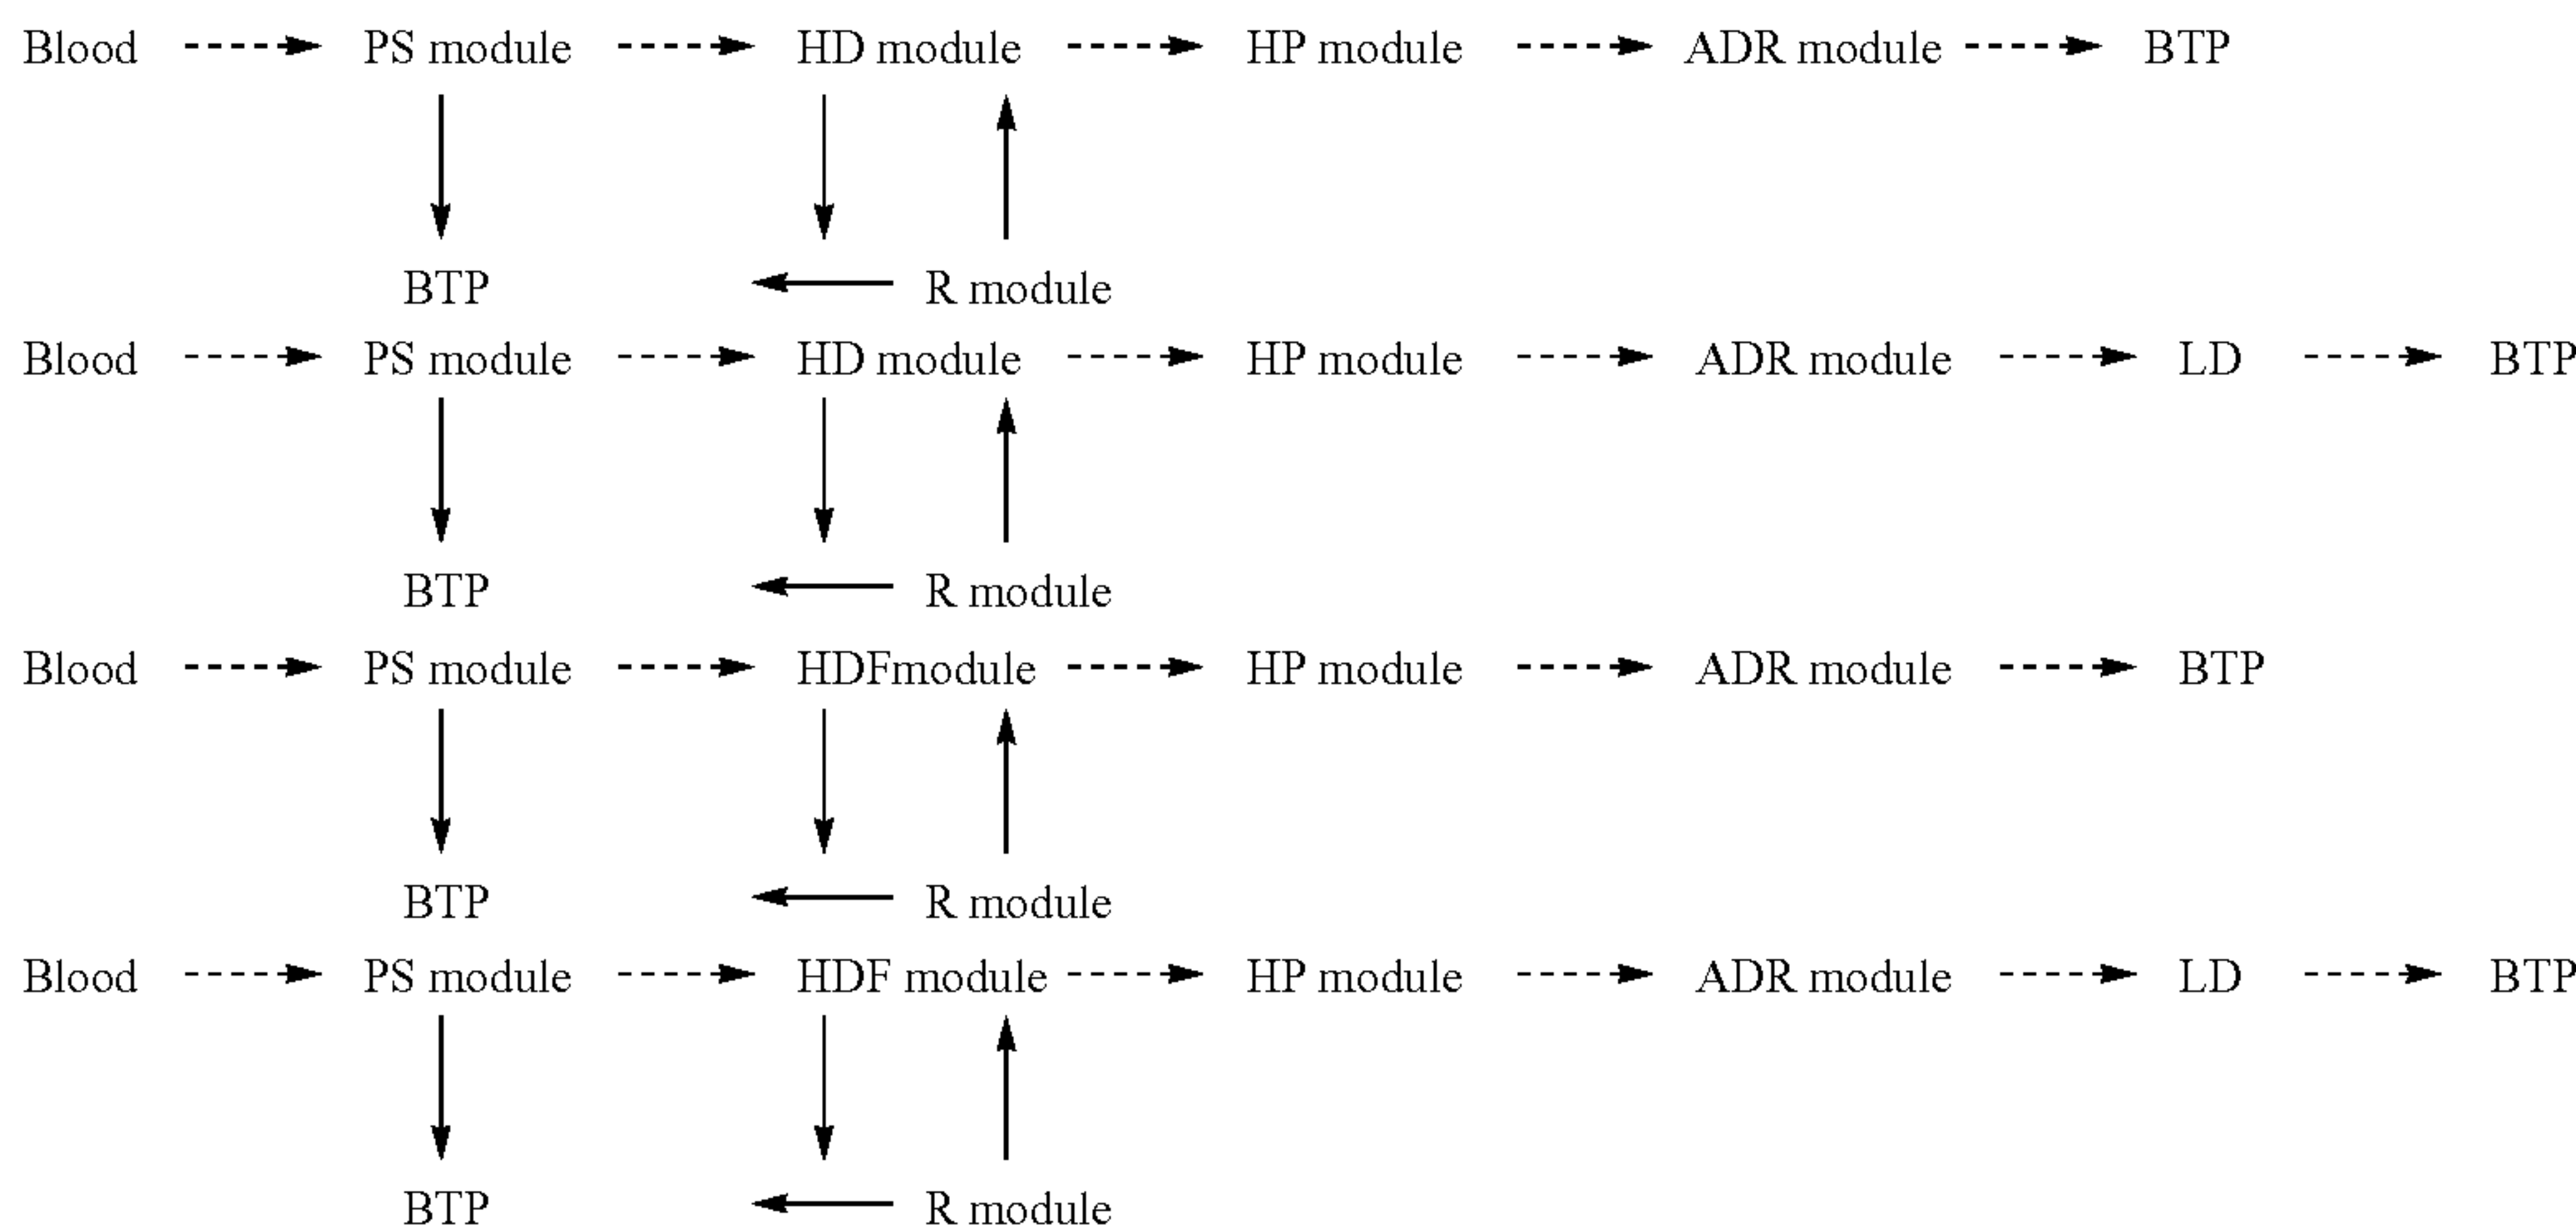 Blood PS module HD module HP module ADR module BTP
BTP R module
Blood PS module HD module HP module ADR module LD BTP
BTP R module
Blood PS module HDFmodule HP module ADR module BTP
BTP R module
Blood PS module HDF module HP module ADR module LD BTP
BTP R module